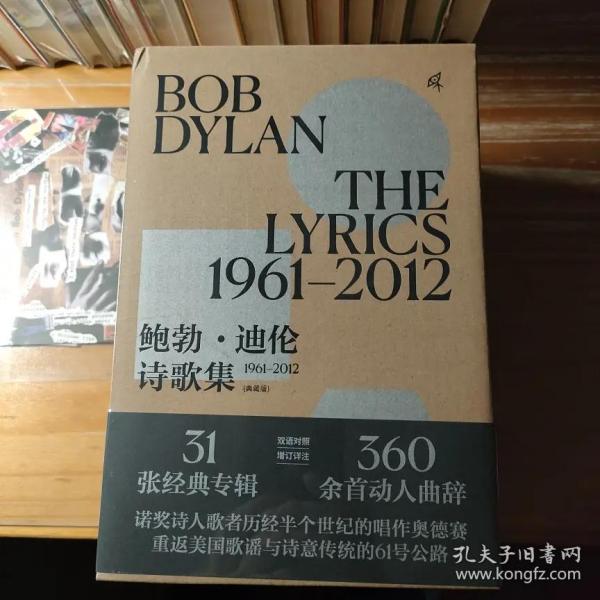 BOB
DYLAN
THE
LYRICS
1961–2012
鲍勃·迪伦
诗歌集 1961–2012
(典藏版)
31
张经典专辑
双语对照
增订详注
360
余首动人曲辞
诺奖诗人歌者历经半个世纪的唱作奥德赛
重返美国歌谣与诗意传统的61号公路
孔夫子旧书网
www.kongfz.com